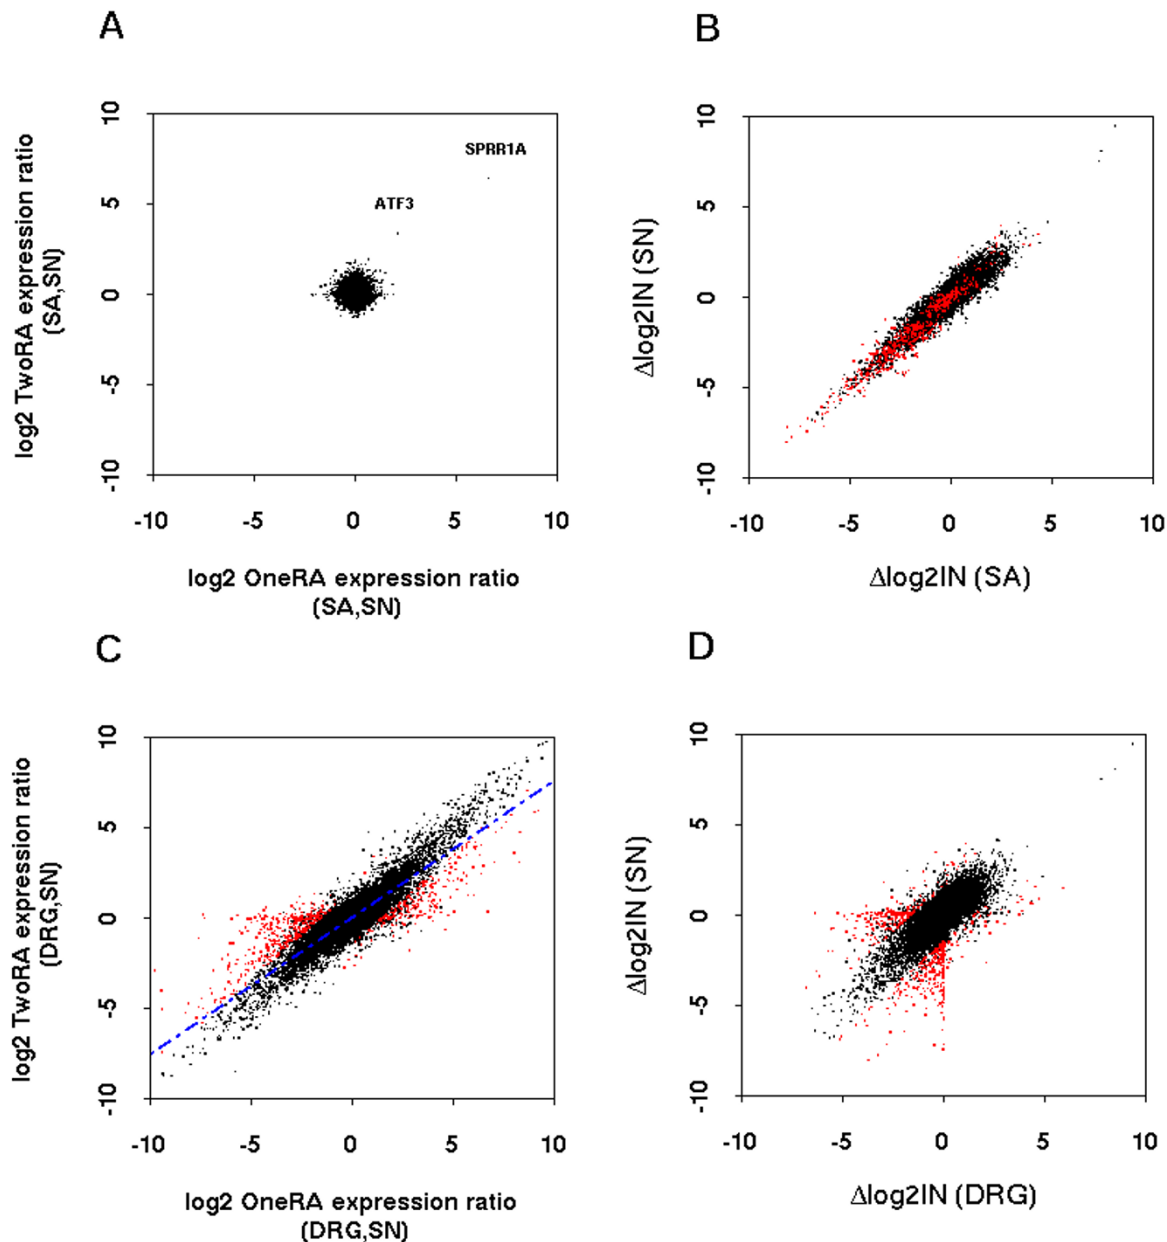 A
B
10
5
0
-5
-10
log2 TwoRA expression ratio
(SA,SN)
SPRR1A
ATF3
-10 -5 0 5 10
log2 OneRA expression ratio
(SA,SN)
10
5
0
-5
-10
Δlog2IN (SN)
-10 -5 0 5 10
Δlog2IN (SA)
C
D
10
5
0
-5
-10
log2 TwoRA expression ratio
(DRG,SN)
-10 -5 0 5 10
log2 OneRA expression ratio
(DRG,SN)
10
5
0
-5
-10
Δlog2IN (SN)
-10 -5 0 5 10
Δlog2IN (DRG)